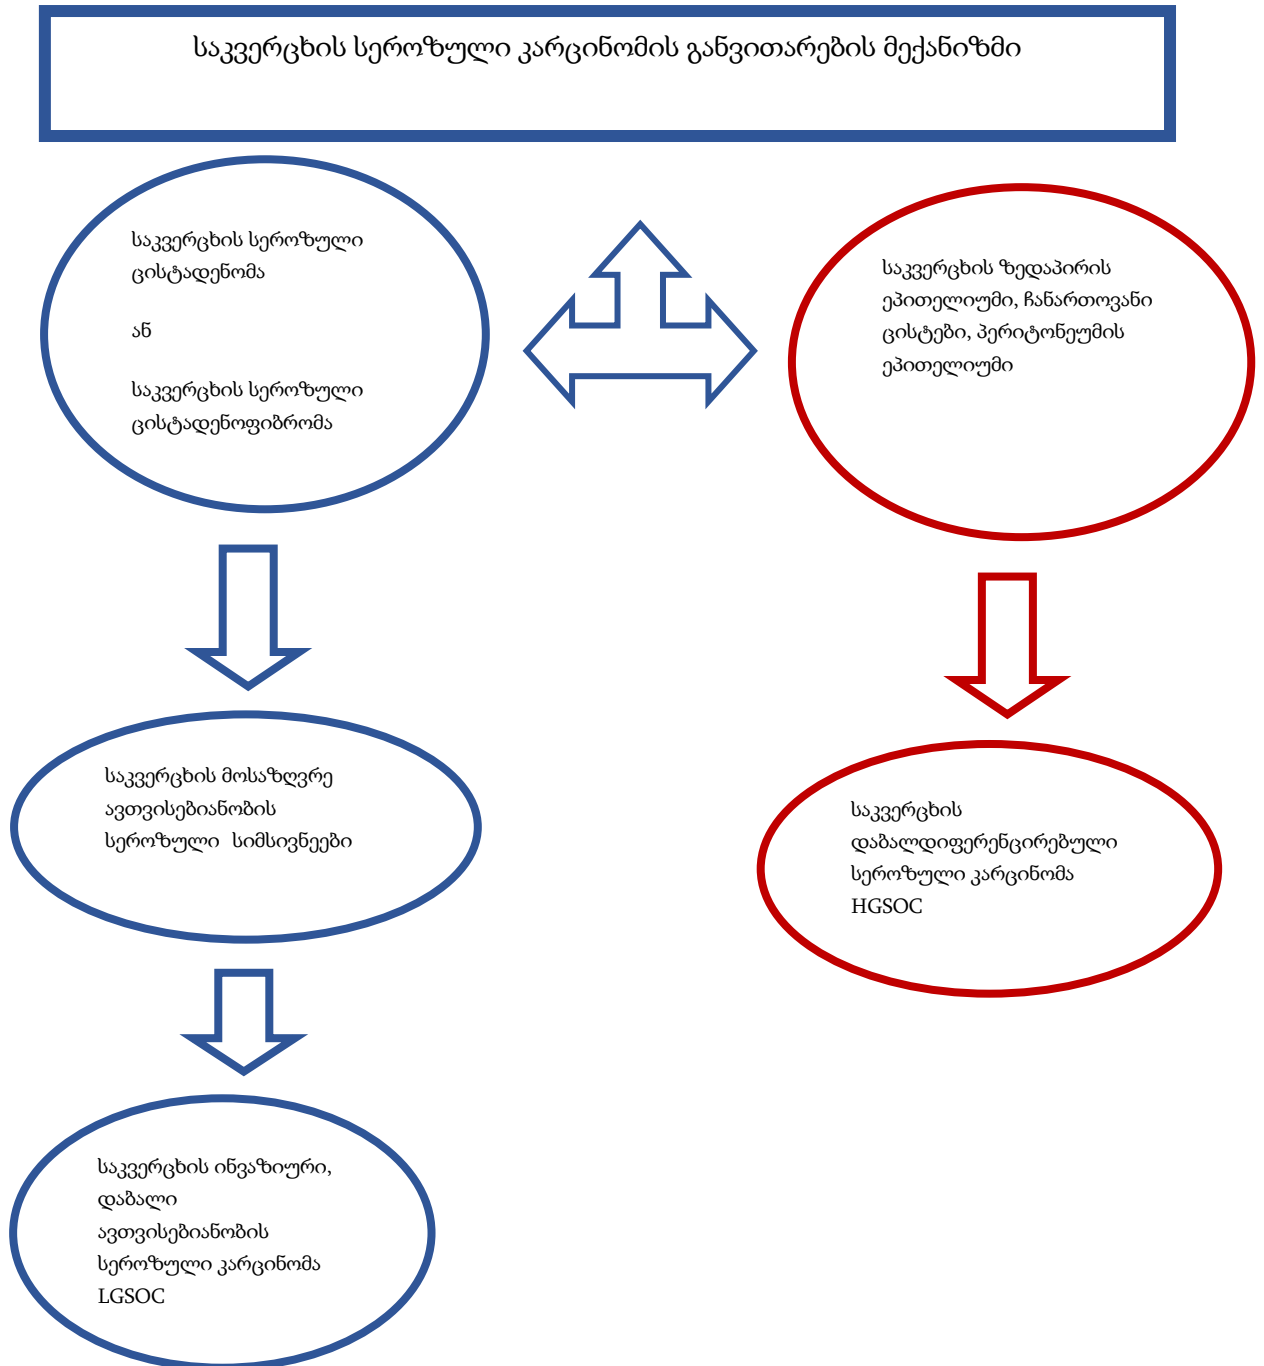 საკვერცხის სეროზული კარცინომის განვითარების მექანიზმი
საკვერცხის სეროზული
ცისტადენომა
ან
საკვერცხის სეროზული
ცისტადენოფიბრომა
საკვერცხის ზედაპირის
ეპითელიუმი, ჩანართოვანი
ცისტები, პერიტონეუმის
ეპითელიუმი
საკვერცხის მოსაზღვრე
ავთვისებიანობის
სეროზული სიმსივნეები
საკვერცხის
დაბალდიფერენცირებული
სეროზული კარცინომა
HGSOC
საკვერცხის ინვაზიური,
დაბალი
ავთვისებიანობის
სეროზული კარცინომა
LGSOC